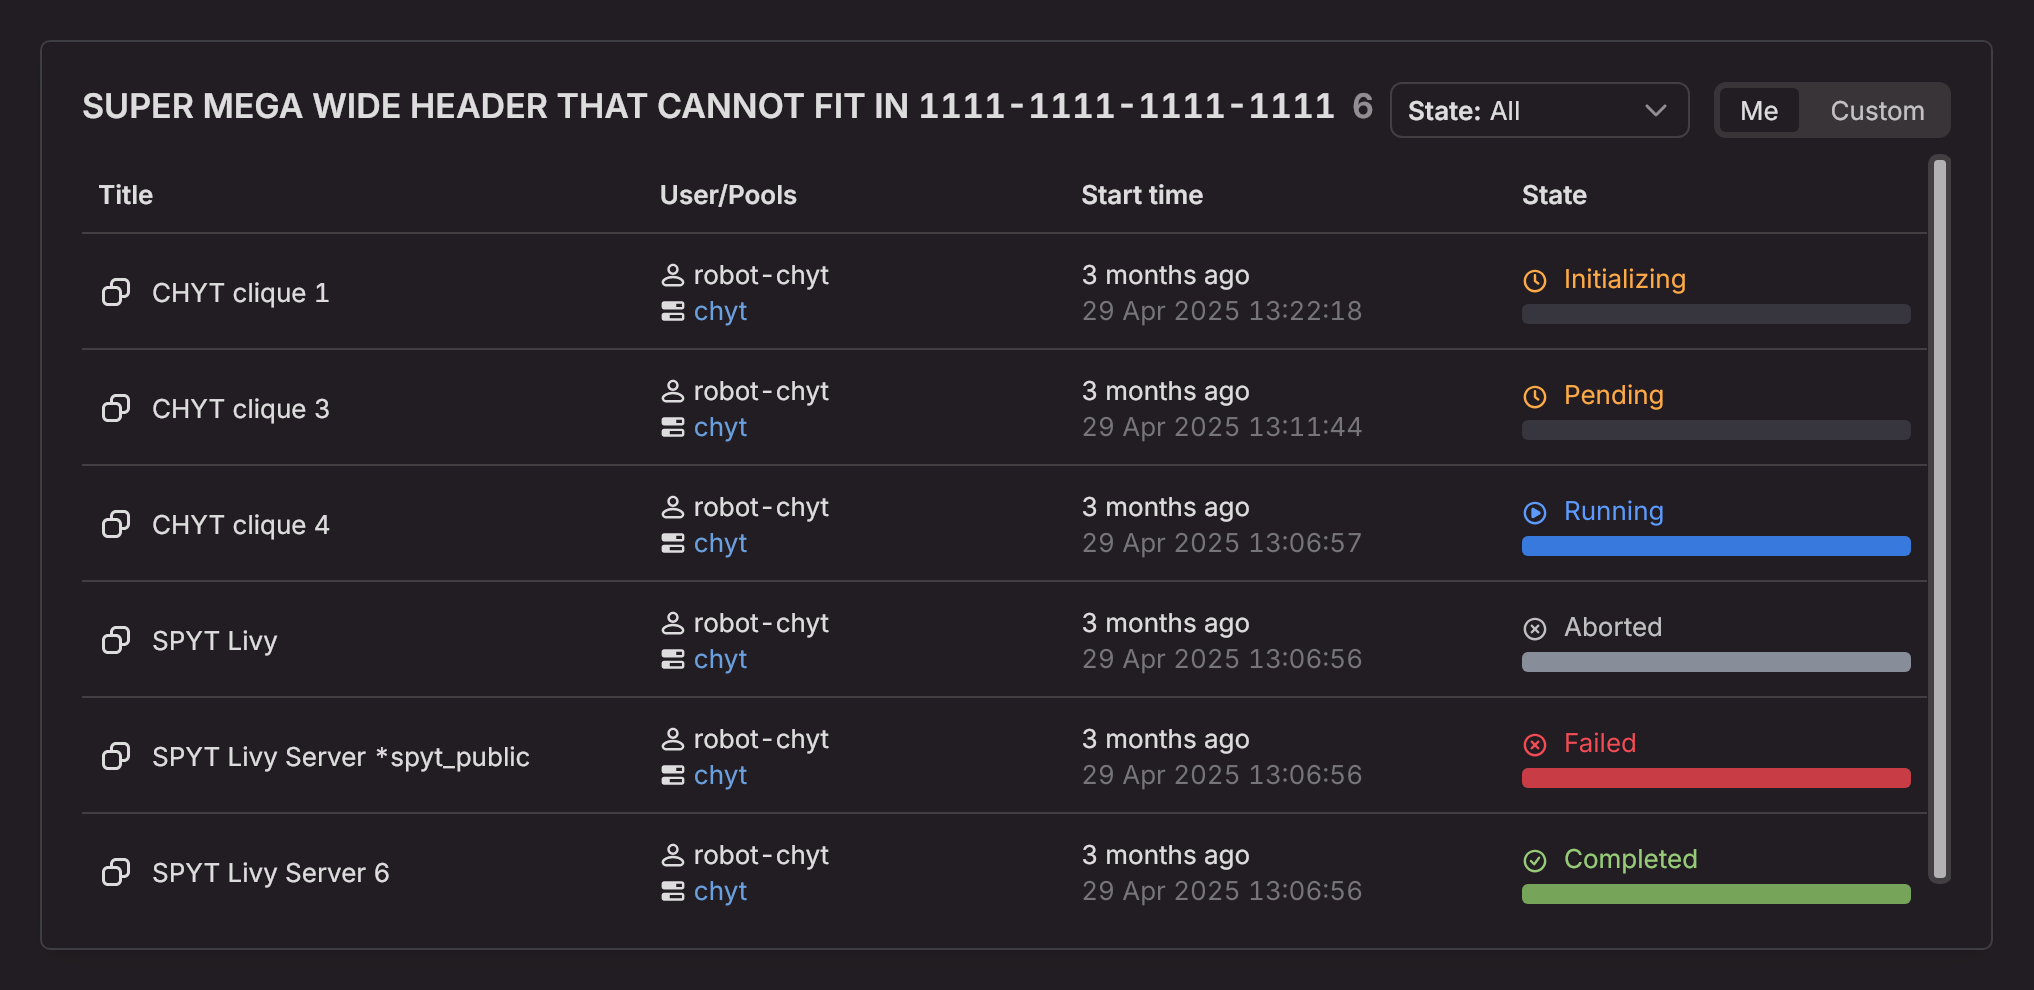 SUPER MEGA WIDE HEADER THAT CANNOT FIT IN 1111-1111-1111-1111 6 State: All Me Custom
Title User/Pools Start time State
CHYT clique 1 robot-chyt 3 months ago Initializing
chyt 29 Apr 2025 13:22:18
CHYT clique 3 robot-chyt 3 months ago Pending
chyt 29 Apr 2025 13:11:44
CHYT clique 4 robot-chyt 3 months ago Running
chyt 29 Apr 2025 13:06:57
SPYT Livy robot-chyt 3 months ago Aborted
chyt 29 Apr 2025 13:06:56
SPYT Livy Server *spyt_public robot-chyt 3 months ago Failed
chyt 29 Apr 2025 13:06:56
SPYT Livy Server 6 robot-chyt 3 months ago Completed
chyt 29 Apr 2025 13:06:56